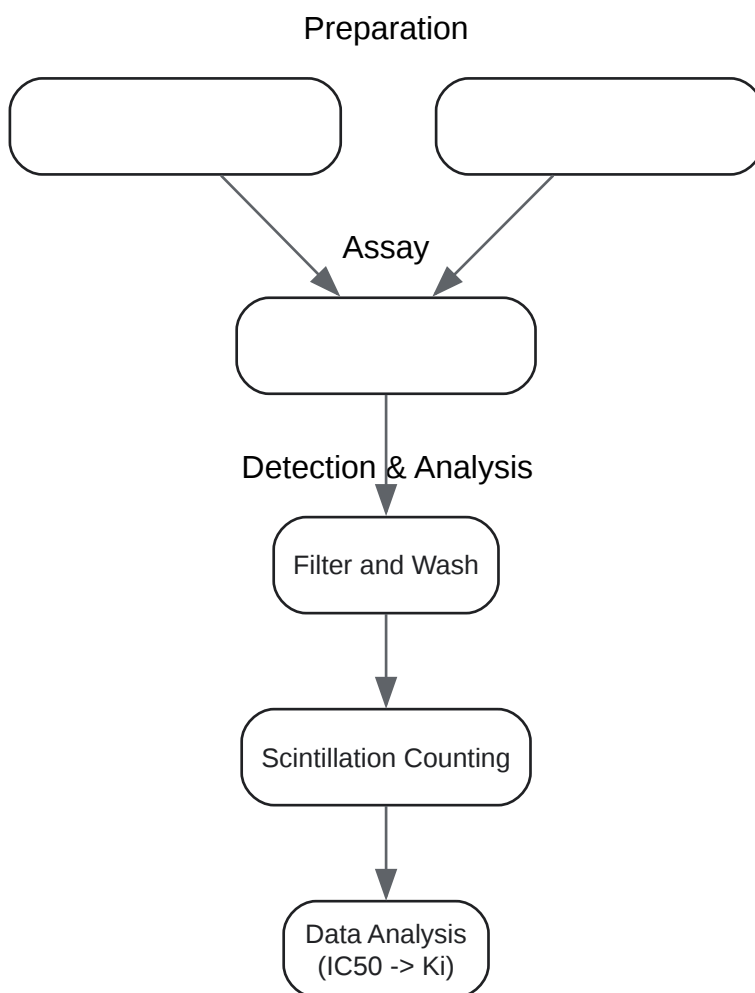 Preparation
Assay
Detection & Analysis
Filter and Wash
Scintillation Counting
Data Analysis
(IC50 -> Ki)